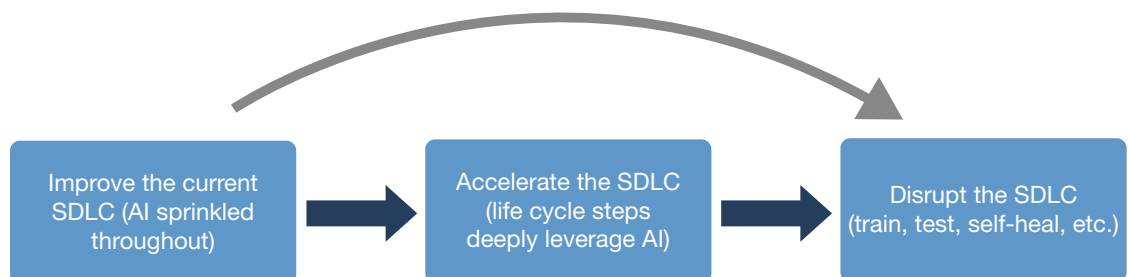 Improve the current
SDLC (AI sprinkled
throughout)
Accelerate the SDLC
(life cycle steps
deeply leverage AI)
Disrupt the SDLC
(train, test, self-heal, etc.)